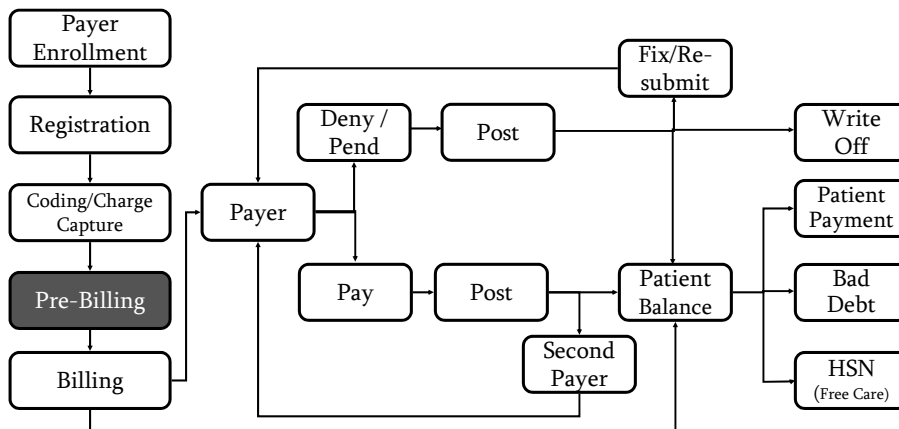 Payer
Enrollment
Registration
Coding/Charge
Capture
Pre-Billing
Billing
Payer
Deny /
Pend
Post
Fix/Re-
submit
Write
Off
Pay
Post
Second
Payer
Patient
Balance
Patient
Payment
Bad
Debt
HSN
(Free Care)